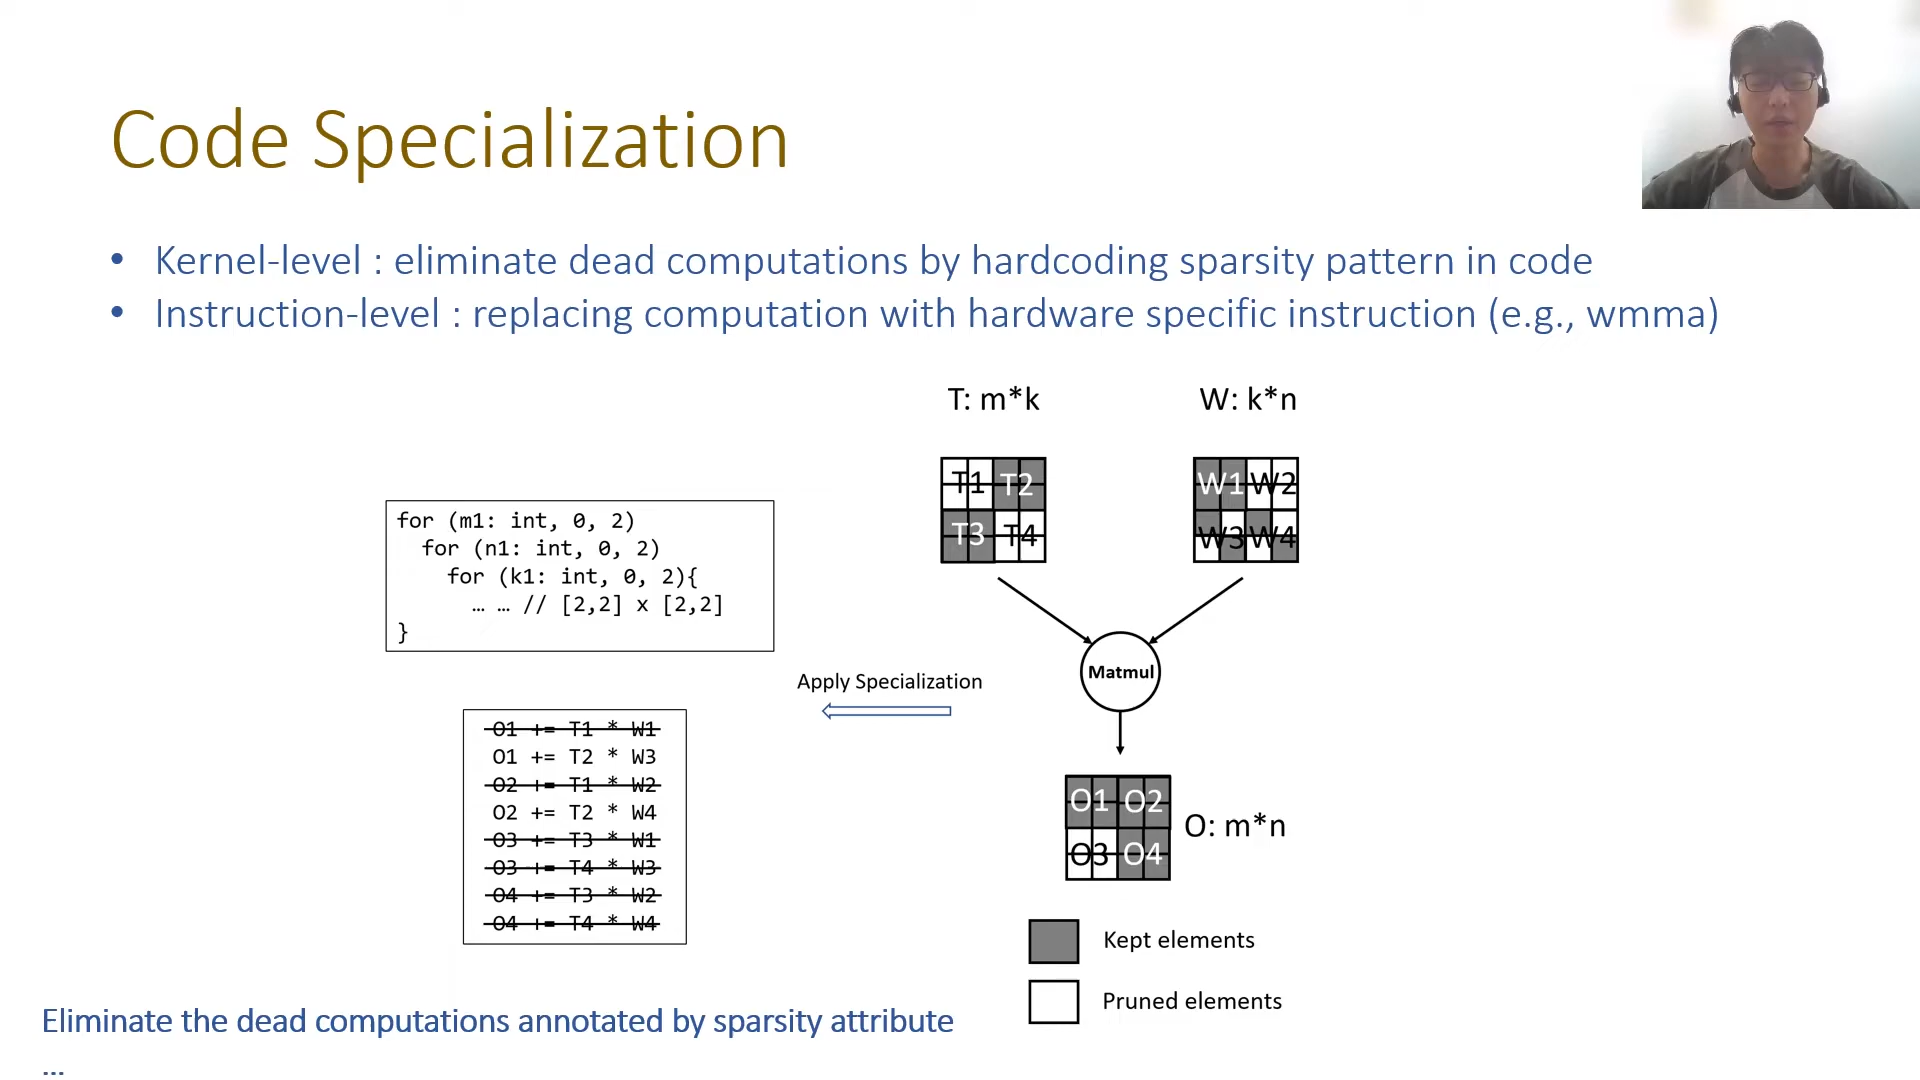 Code Specialization
• Kernel-level : eliminate dead computations by hardcoding sparsity pattern in code
• Instruction-level : replacing computation with hardware specific instruction (e.g., wmma)
T: m*k
W: k*n
T1 T2
T3 T4
W1 W2
W3 W4
for (m1: int, 0, 2)
for (n1: int, 0, 2)
for (k1: int, 0, 2){
… … // [2,2] x [2,2]
}
Matmul
Apply Specialization
O1 += T1 * W1
O1 += T2 * W3
O2 += T1 * W2
O2 += T2 * W4
O3 += T3 * W1
O3 += T4 * W3
O4 += T3 * W2
O4 += T4 * W4
O1 O2
O3 O4
O: m*n
Kept elements
Pruned elements
Eliminate the dead computations annotated by sparsity attribute
…